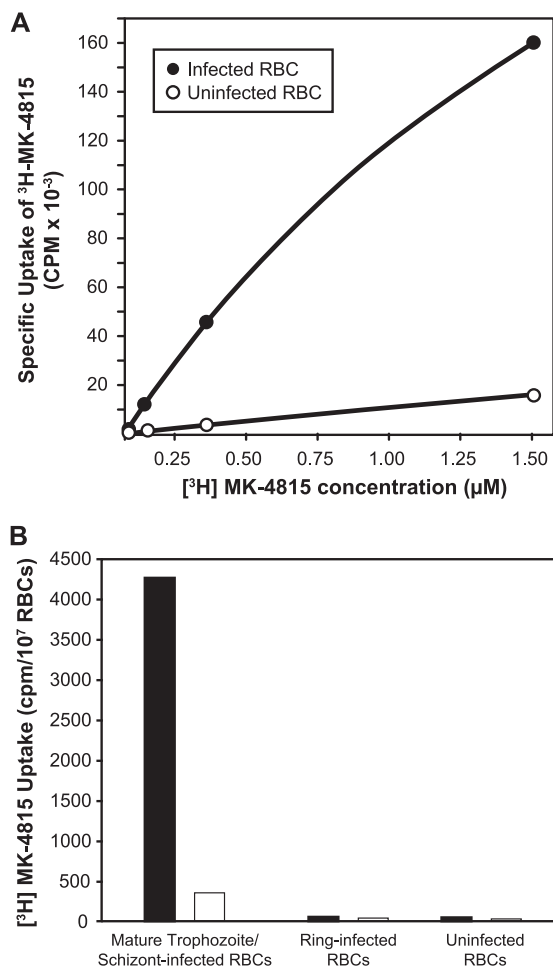 A
160
140
120
100
80
60
40
20
Specific Uptake of ³H-MK-4815
(CPM x 10⁻³)
Infected RBC
Uninfected RBC
0.25 0.50 0.75 1.00 1.25 1.50
[³H] MK-4815 concentration (µM)
B
4500
4000
3500
3000
2500
2000
1500
1000
500
0
[³H] MK-4815 Uptake (cpm/10⁷ RBCs)
Mature Trophozoite/
Schizont-infected RBCs
Ring-infected
RBCs
Uninfected
RBCs